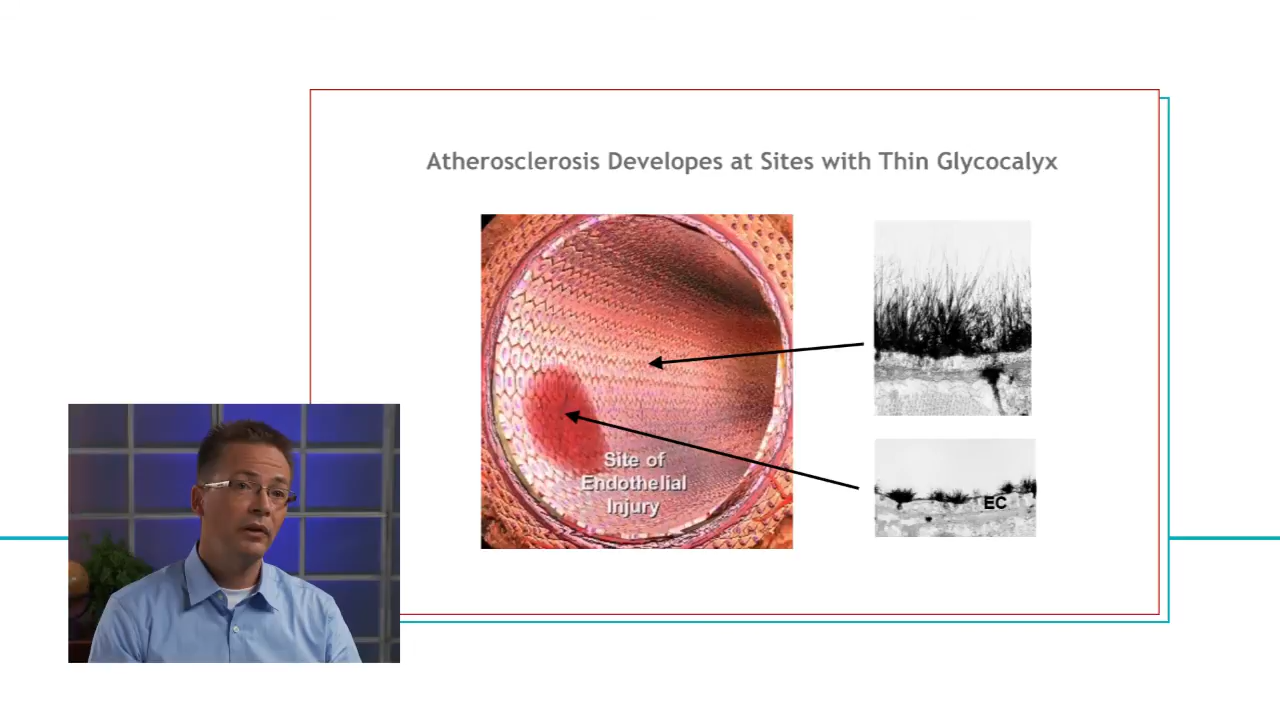 Atherosclerosis Developes at Sites with Thin Glycocalyx
Site of
Endothelial
Injury
EC